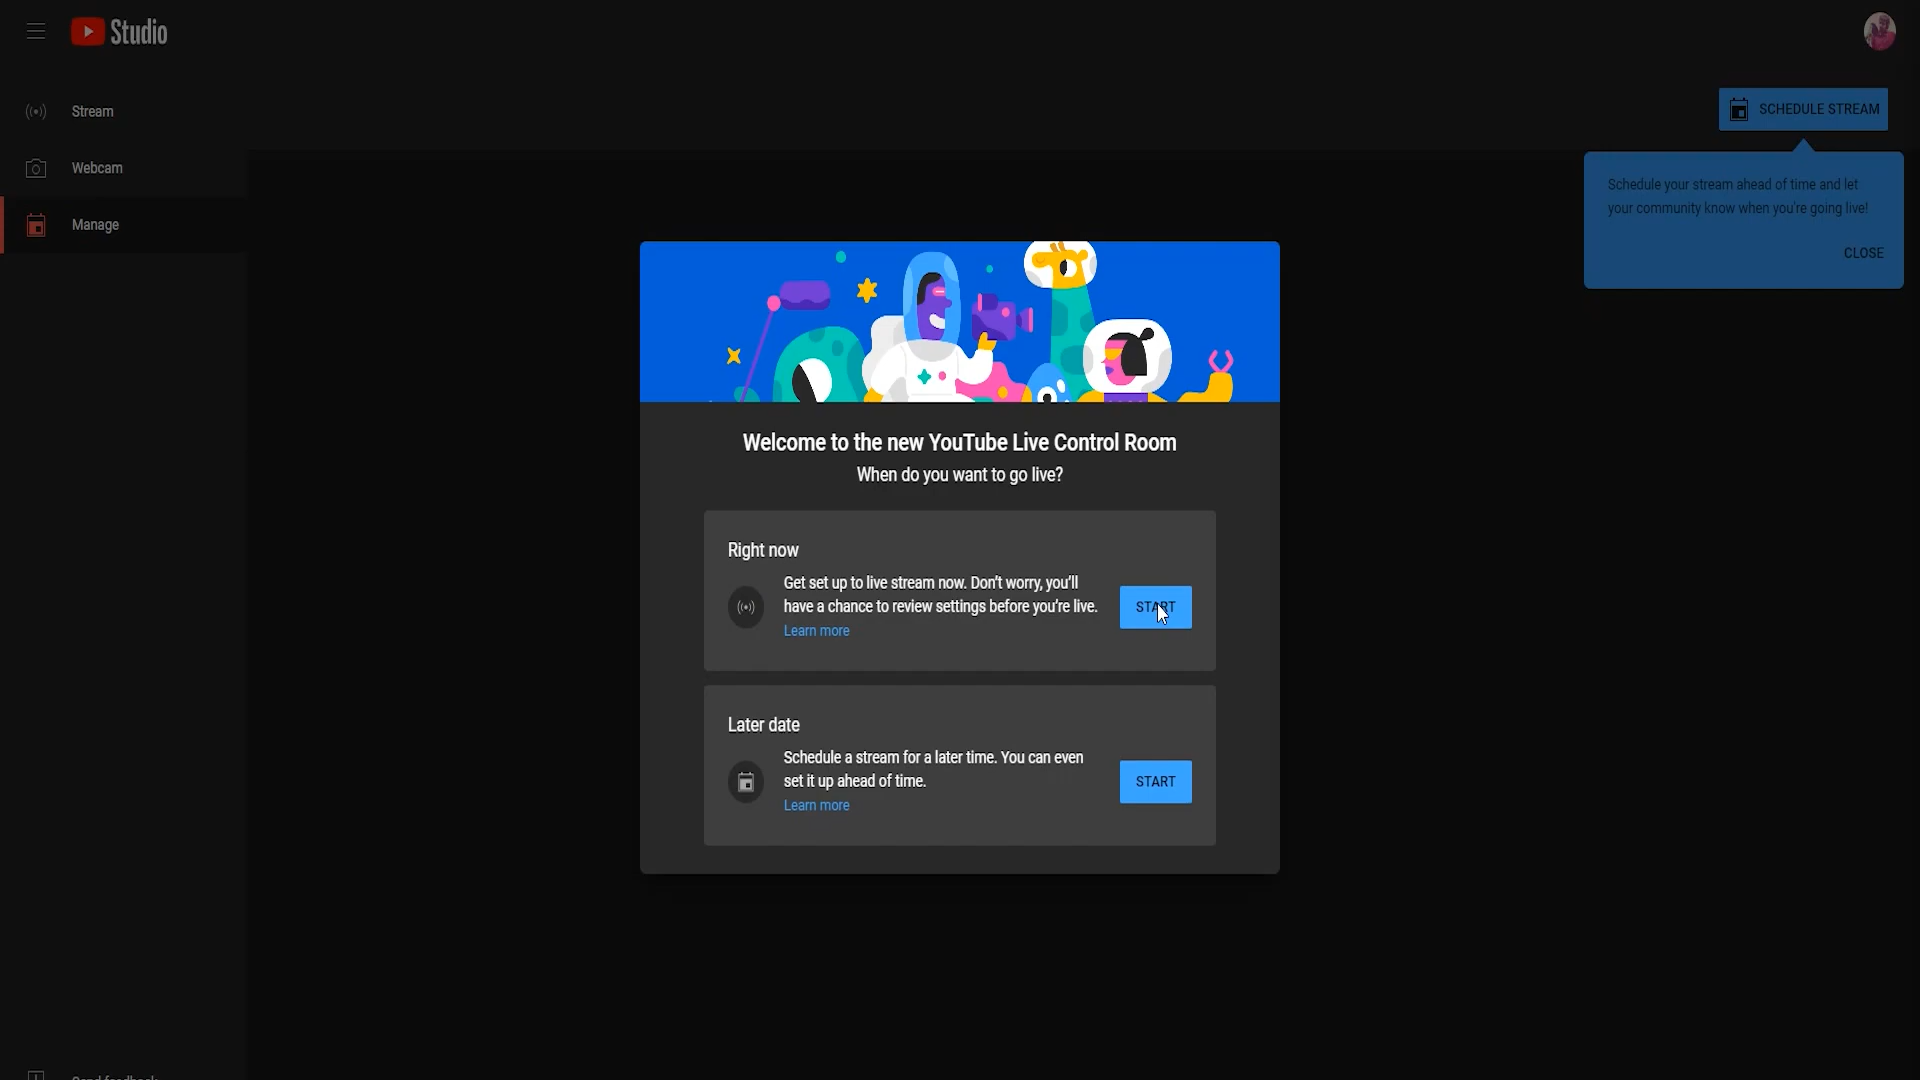 Studio
Stream
Webcam
Manage
SCHEDULE STREAM
Schedule your stream ahead of time and let
your community know when you're going live!
CLOSE
Welcome to the new YouTube Live Control Room
When do you want to go live?
Right now
Get set up to live stream now. Don't worry, you'll
have a chance to review settings before you're live.
Learn more
START
Later date
Schedule a stream for a later time. You can even
set it up ahead of time.
Learn more
START
Send feedback